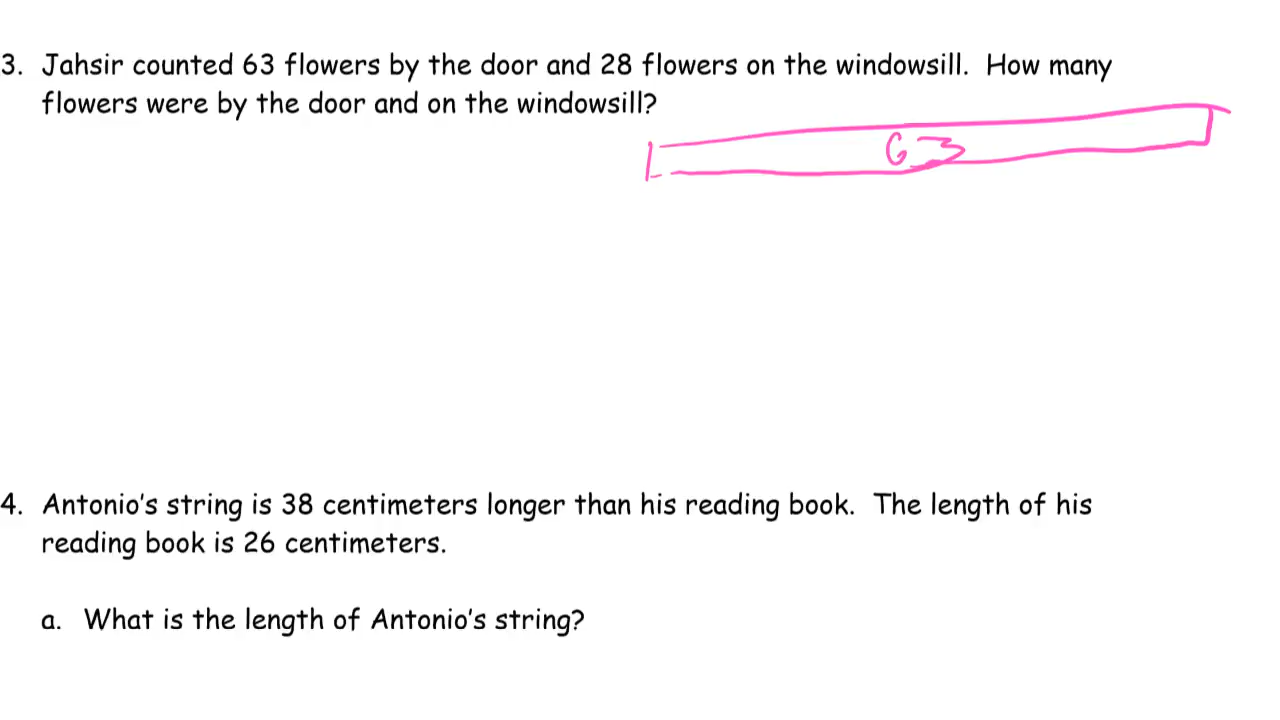 3. Jahsir counted 63 flowers by the door and 28 flowers on the windowsill. How many
flowers were by the door and on the windowsill?
63
4. Antonio's string is 38 centimeters longer than his reading book. The length of his
reading book is 26 centimeters.
a. What is the length of Antonio's string?